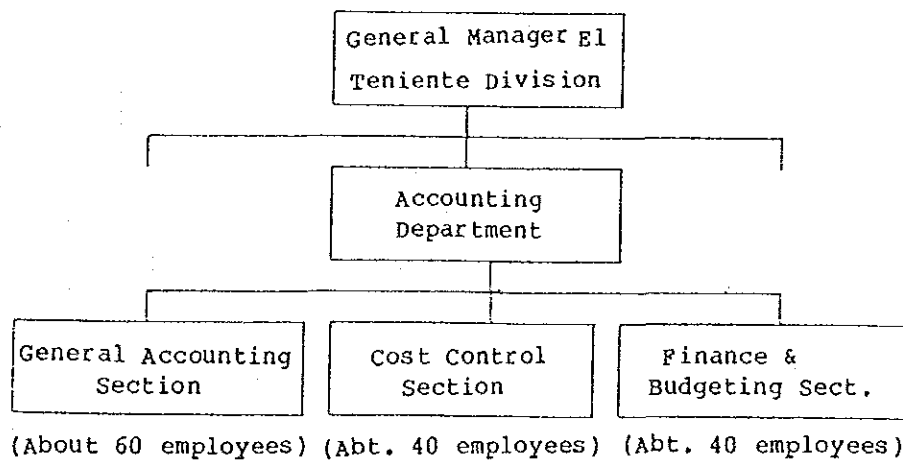 General Manager El
Teniente Division
Accounting
Department
General Accounting
Section
Cost Control
Section
Finance &
Budgeting Sect.
(About 60 employees) (Abt. 40 employees) (Abt. 40 employees)